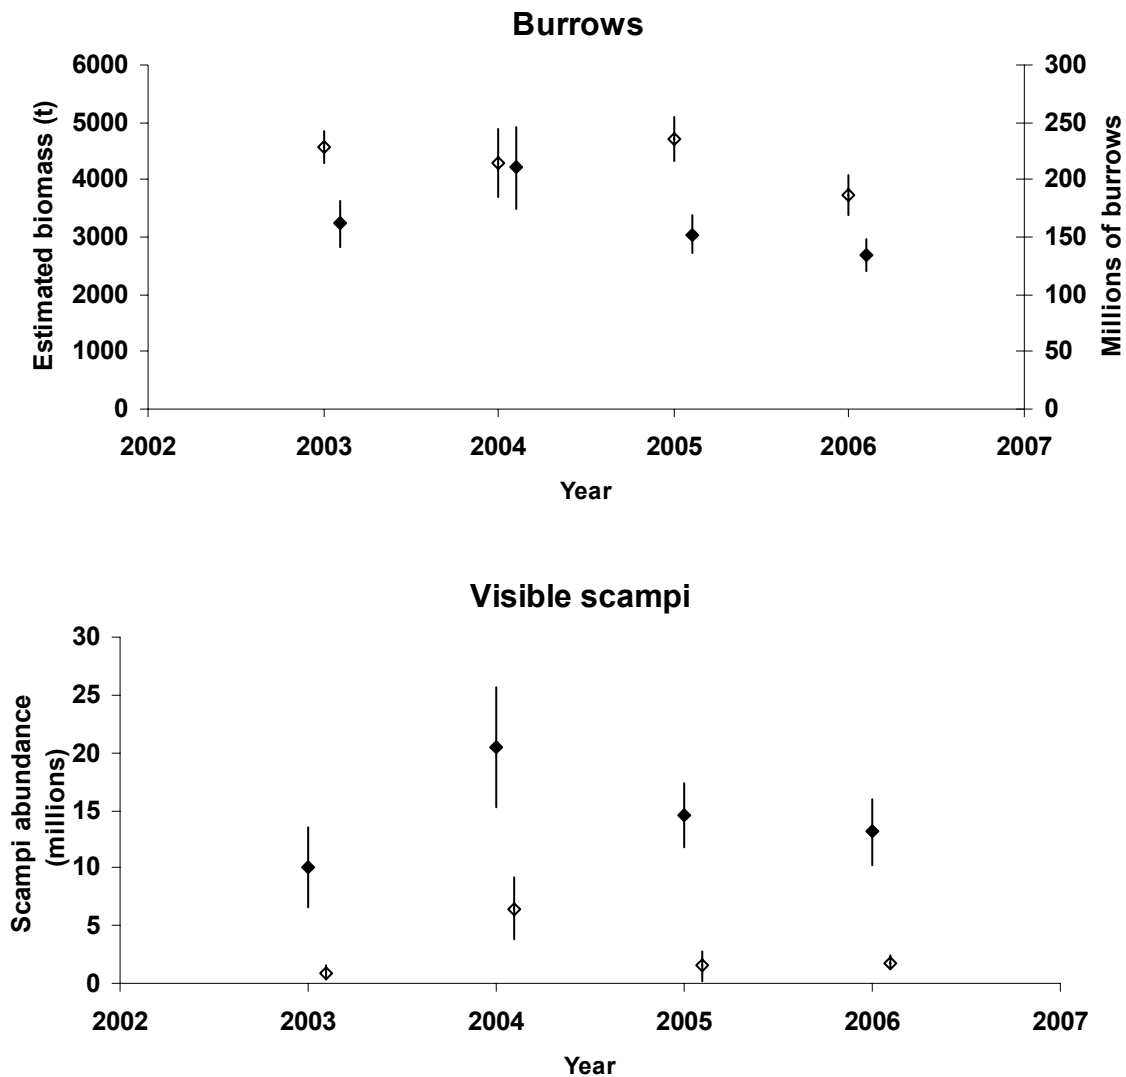 Burrows
6000
5000
4000
3000
2000
1000
0
Estimated biomass (t)
300
250
200
150
100
50
0
Millions of burrows
2002 2003 2004 2005 2006 2007
Year
Visible scampi
30
25
20
15
10
5
0
Scampi abundance
(millions)
2002 2003 2004 2005 2006 2007
Year